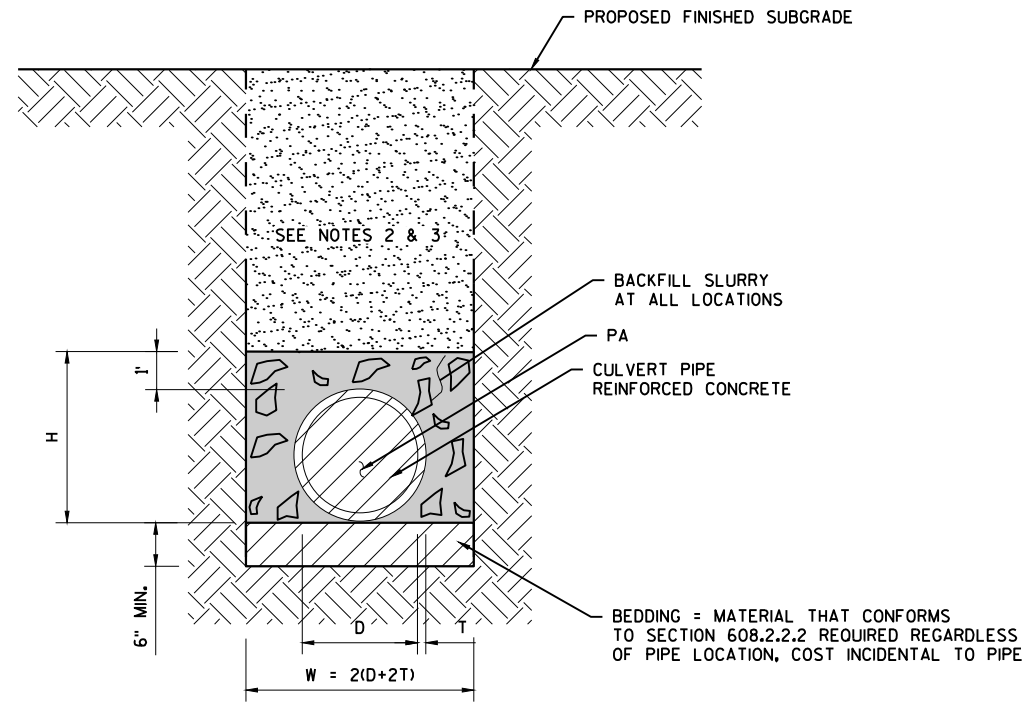 PROPOSED FINISHED SUBGRADE
SEE NOTES 2 & 3
BACKFILL SLURRY
AT ALL LOCATIONS
PA
CULVERT PIPE
REINFORCED CONCRETE
1'
H
6" MIN.
D
T
W = 2(D+2T)
BEDDING = MATERIAL THAT CONFORMS
TO SECTION 608.2.2.2 REQUIRED REGARDLESS
OF PIPE LOCATION, COST INCIDENTAL TO PIPE